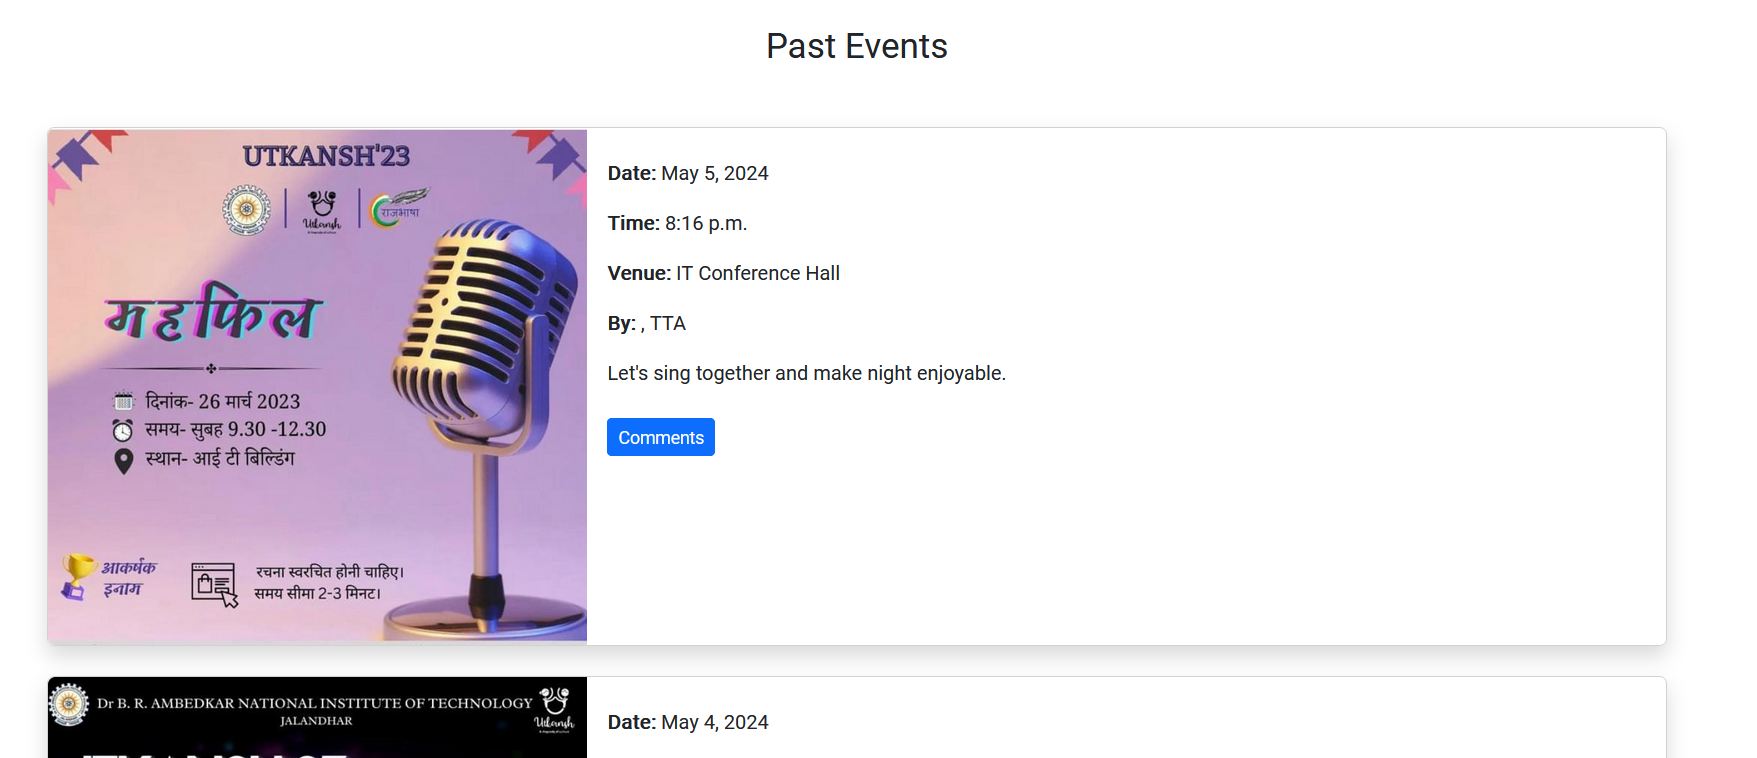 Past Events
UTKANSH'23
Utkansh
राजभाषा
महफिल
दिनांक- 26 मार्च 2023
समय- सुबह 9.30 -12.30
स्थान- आई टी बिल्डिंग
आकर्षक
इनाम
रचना स्वरचित होनी चाहिए।
समय सीमा 2-3 मिनट।
Date: May 5, 2024
Time: 8:16 p.m.
Venue: IT Conference Hall
By: , TTA
Let's sing together and make night enjoyable.
Comments
Dr B. R. AMBEDKAR NATIONAL INSTITUTE OF TECHNOLOGY
JALANDHAR
Utkansh
Date: May 4, 2024